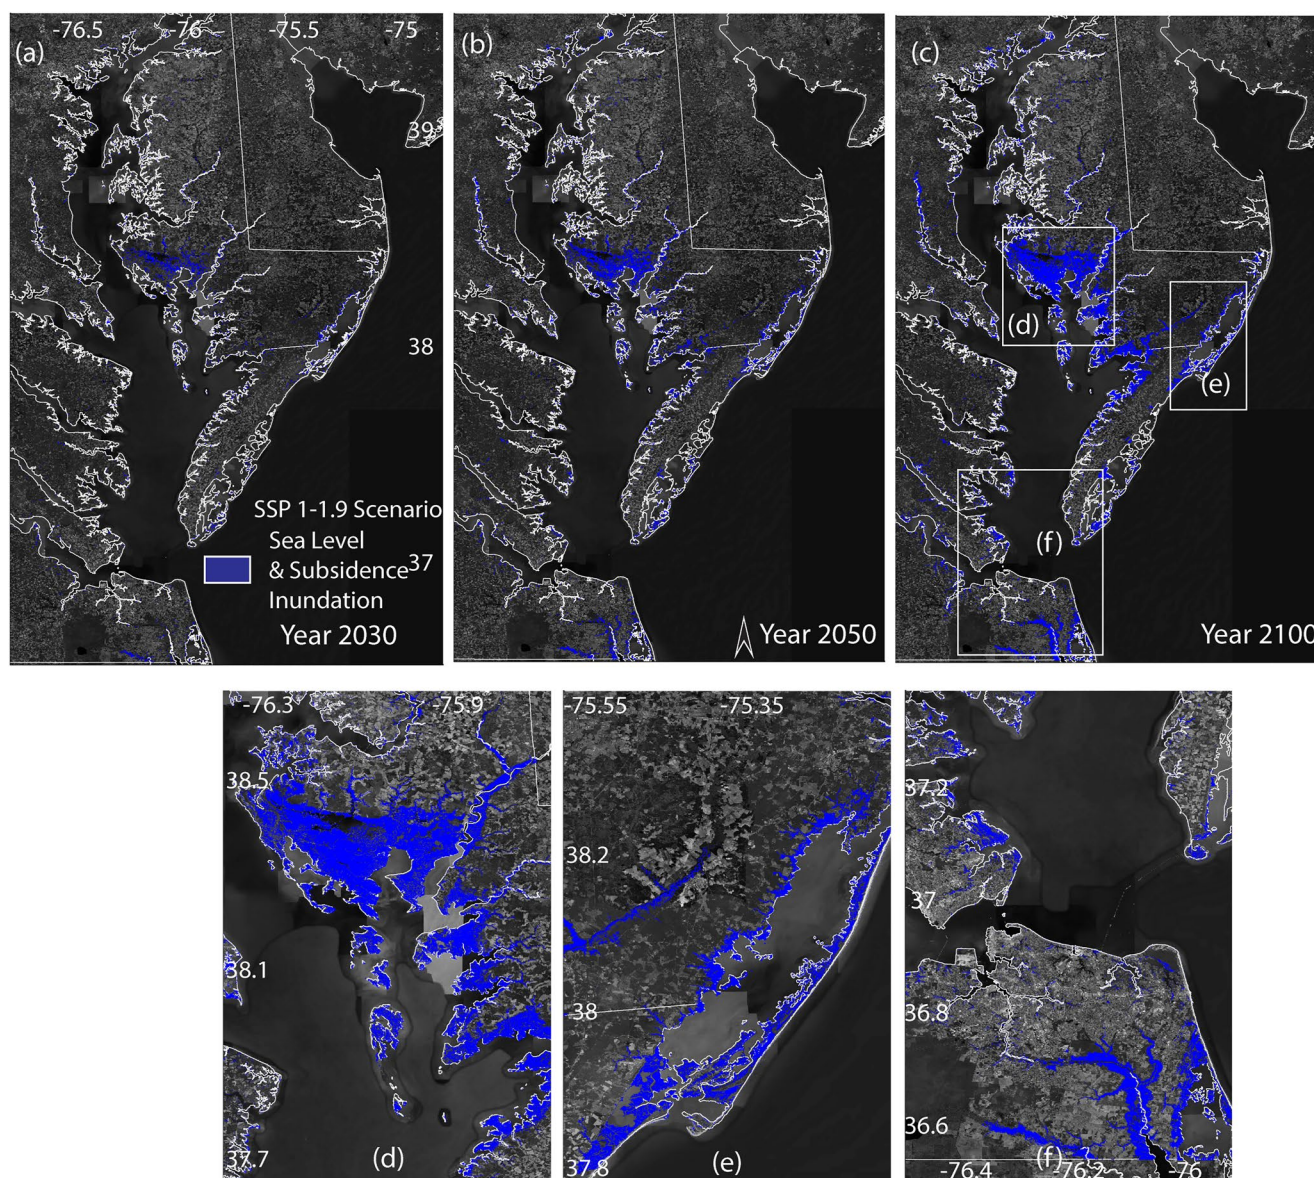 -76.5 -76 -75.5 -75
(a)
39
38
SSP 1-1.9 Scenario
Sea Level
& Subsidence
37
Inundation
Year 2030
(b)
Year 2050
(c)
(d)
(e)
(f)
Year 2100
-76.3 -75.9
38.5
38.1
37.7
(d)
-75.55 -75.35
38.2
38
37.8
(e)
37.2
37
36.8
36.6
-76.4 -76.2 -76
(f)